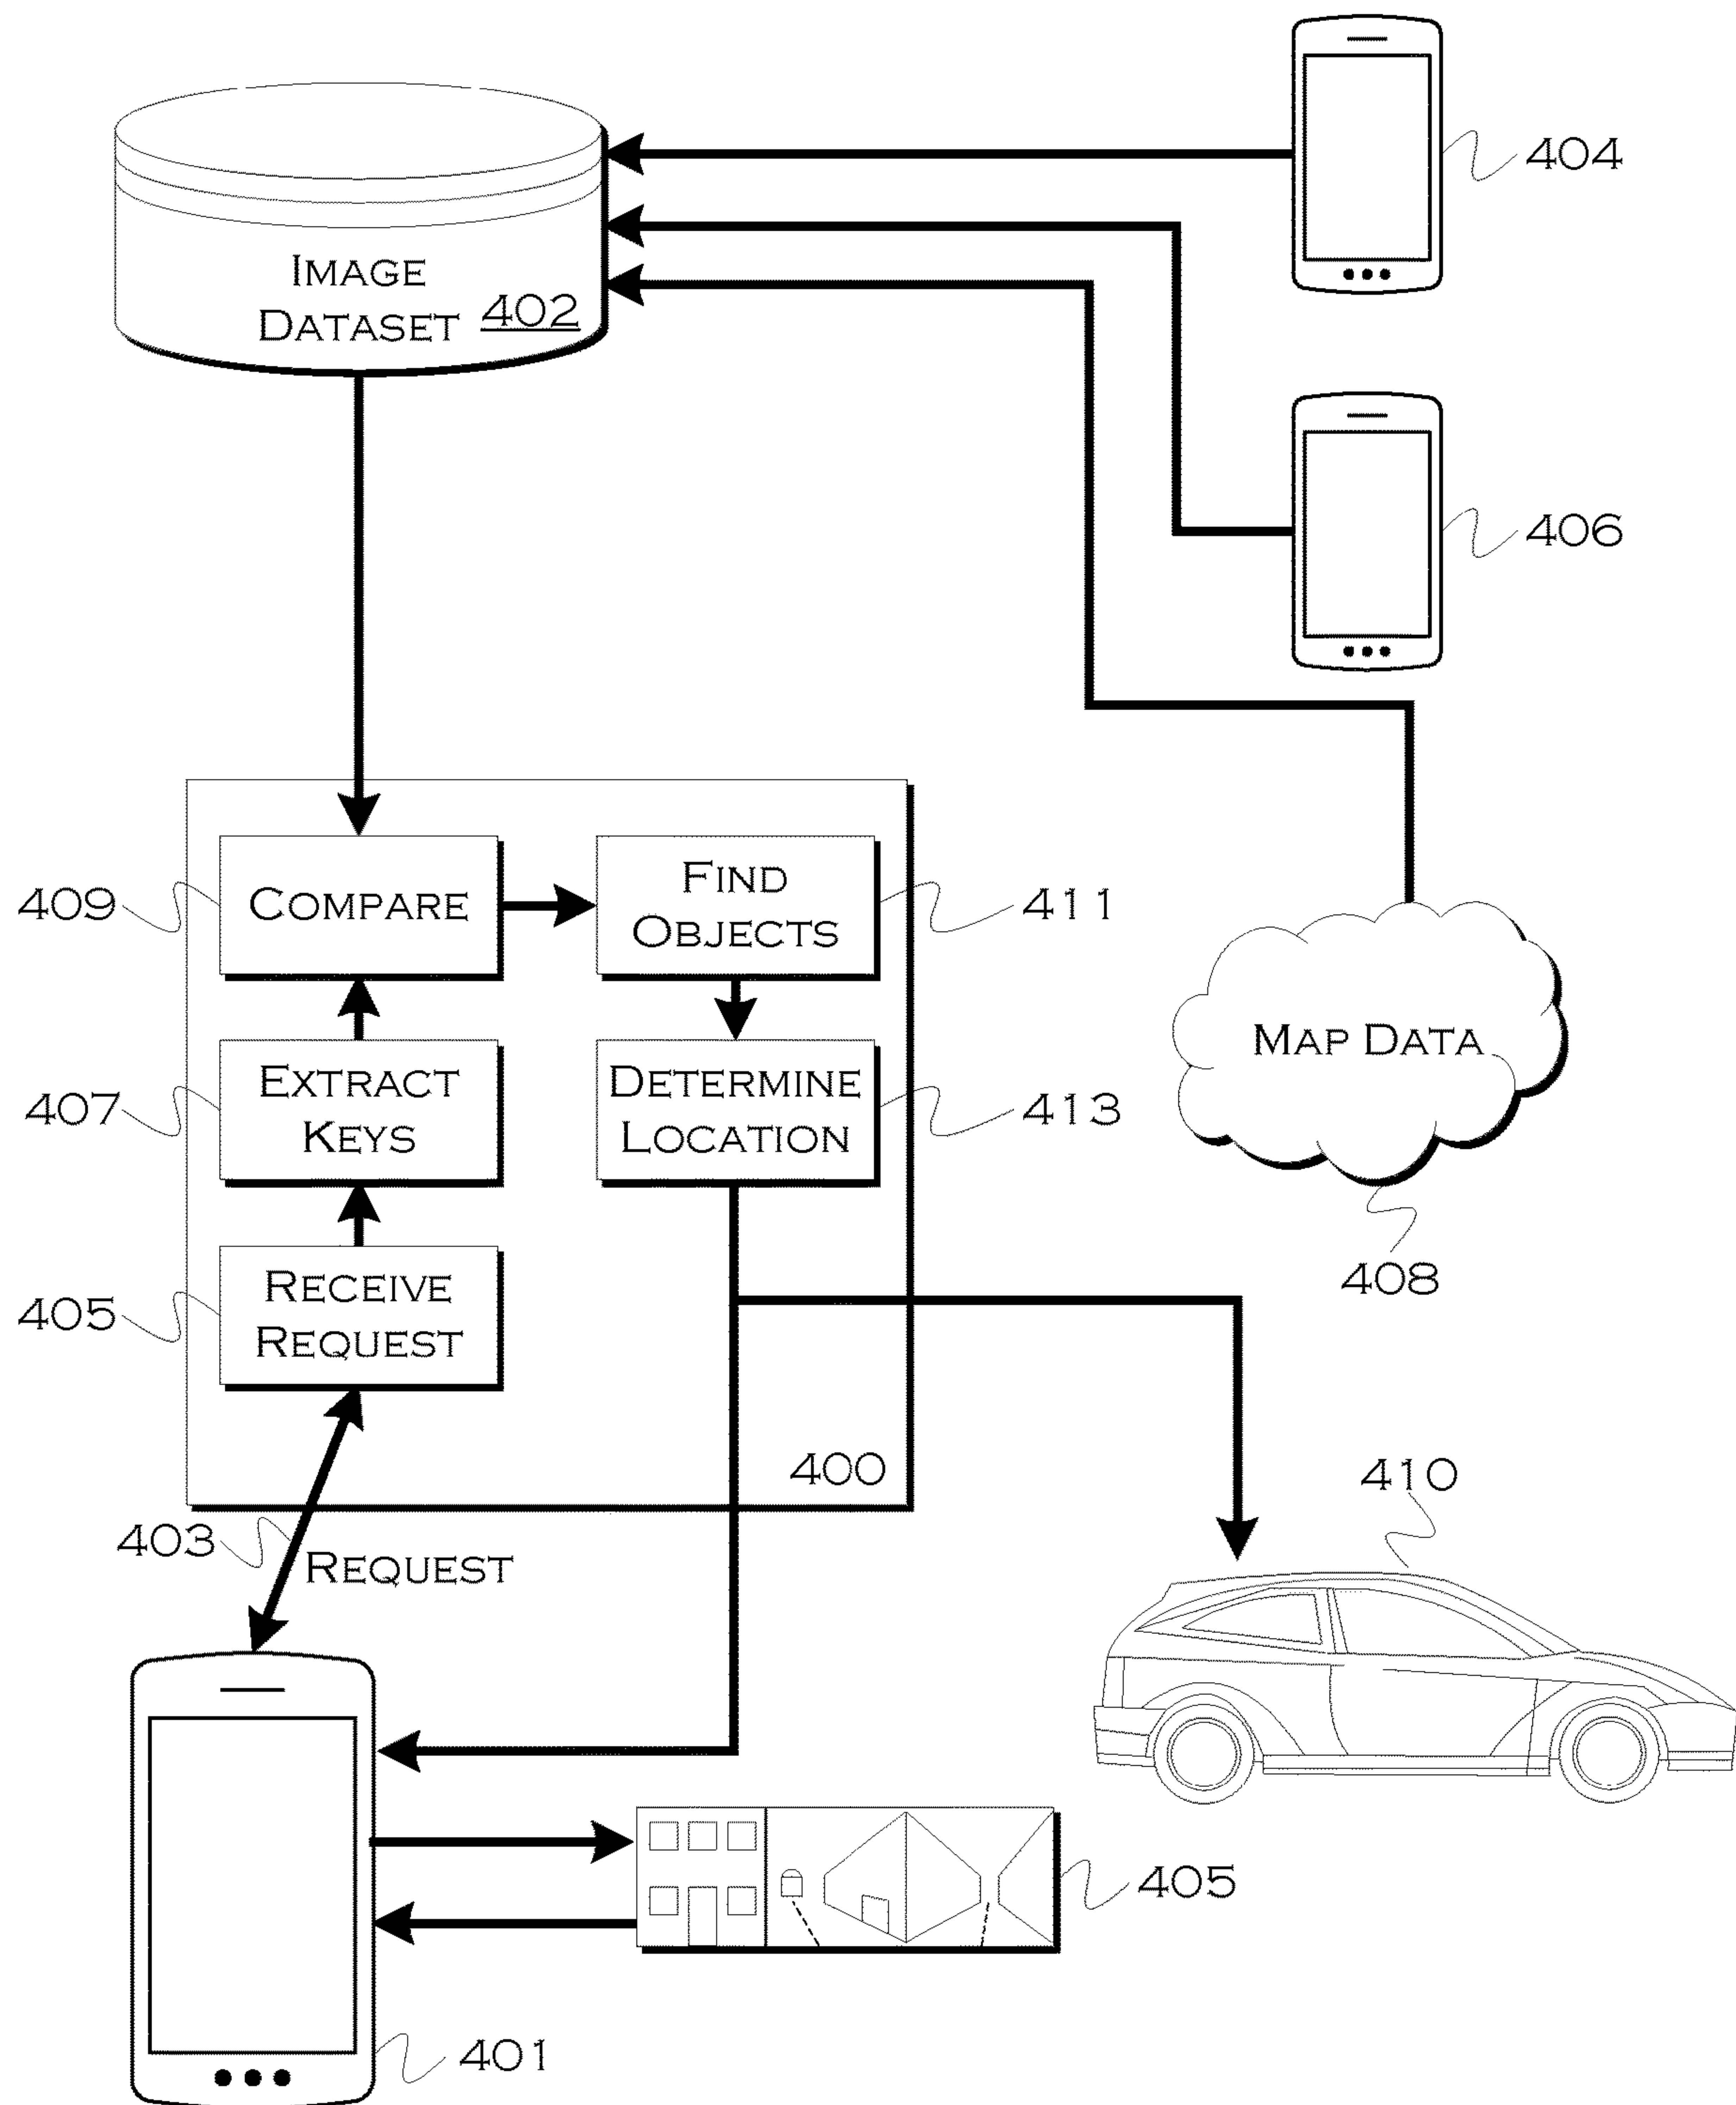 404
IMAGE
DATASET 402
406
COMPARE
FIND
OBJECTS
409
411
MAP DATA
EXTRACT
KEYS
DETERMINE
LOCATION
407
413
408
RECEIVE
REQUEST
405
400
410
403
REQUEST
405
401